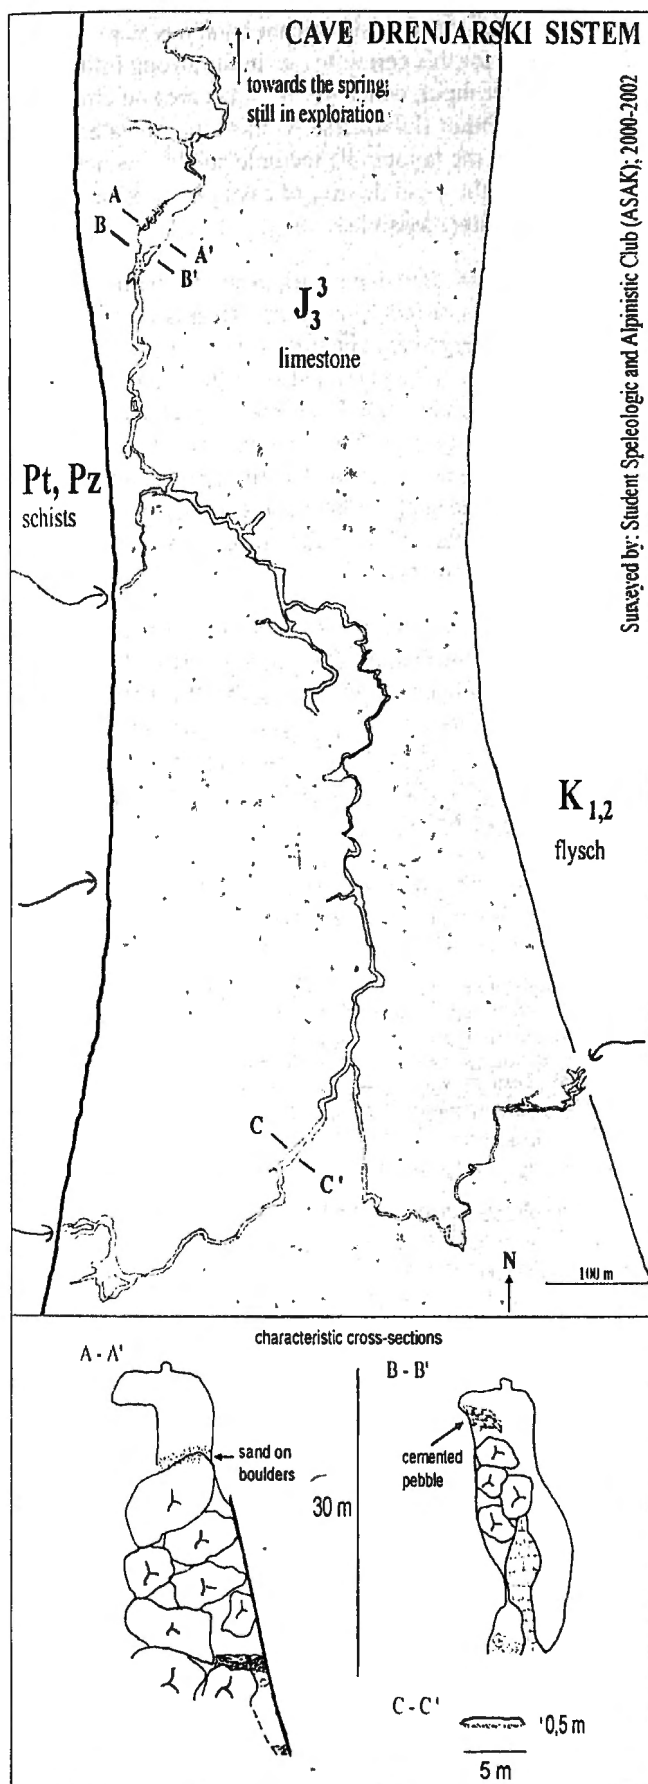 CAVE DRENJARSKI SISTEM
towards the spring;
still in exploration
Surveyed by: Student Speleologic and Alpinistic Club (ASAK); 2000-2002
A
B
A'
B'
J₃³
limestone
Pt, Pz
schists
K₁,₂
flysch
C
C'
N
100 m
characteristic cross-sections
A - A'
B - B'
sand on
boulders
cemented
pebble
30 m
C - C'
0,5 m
5 m